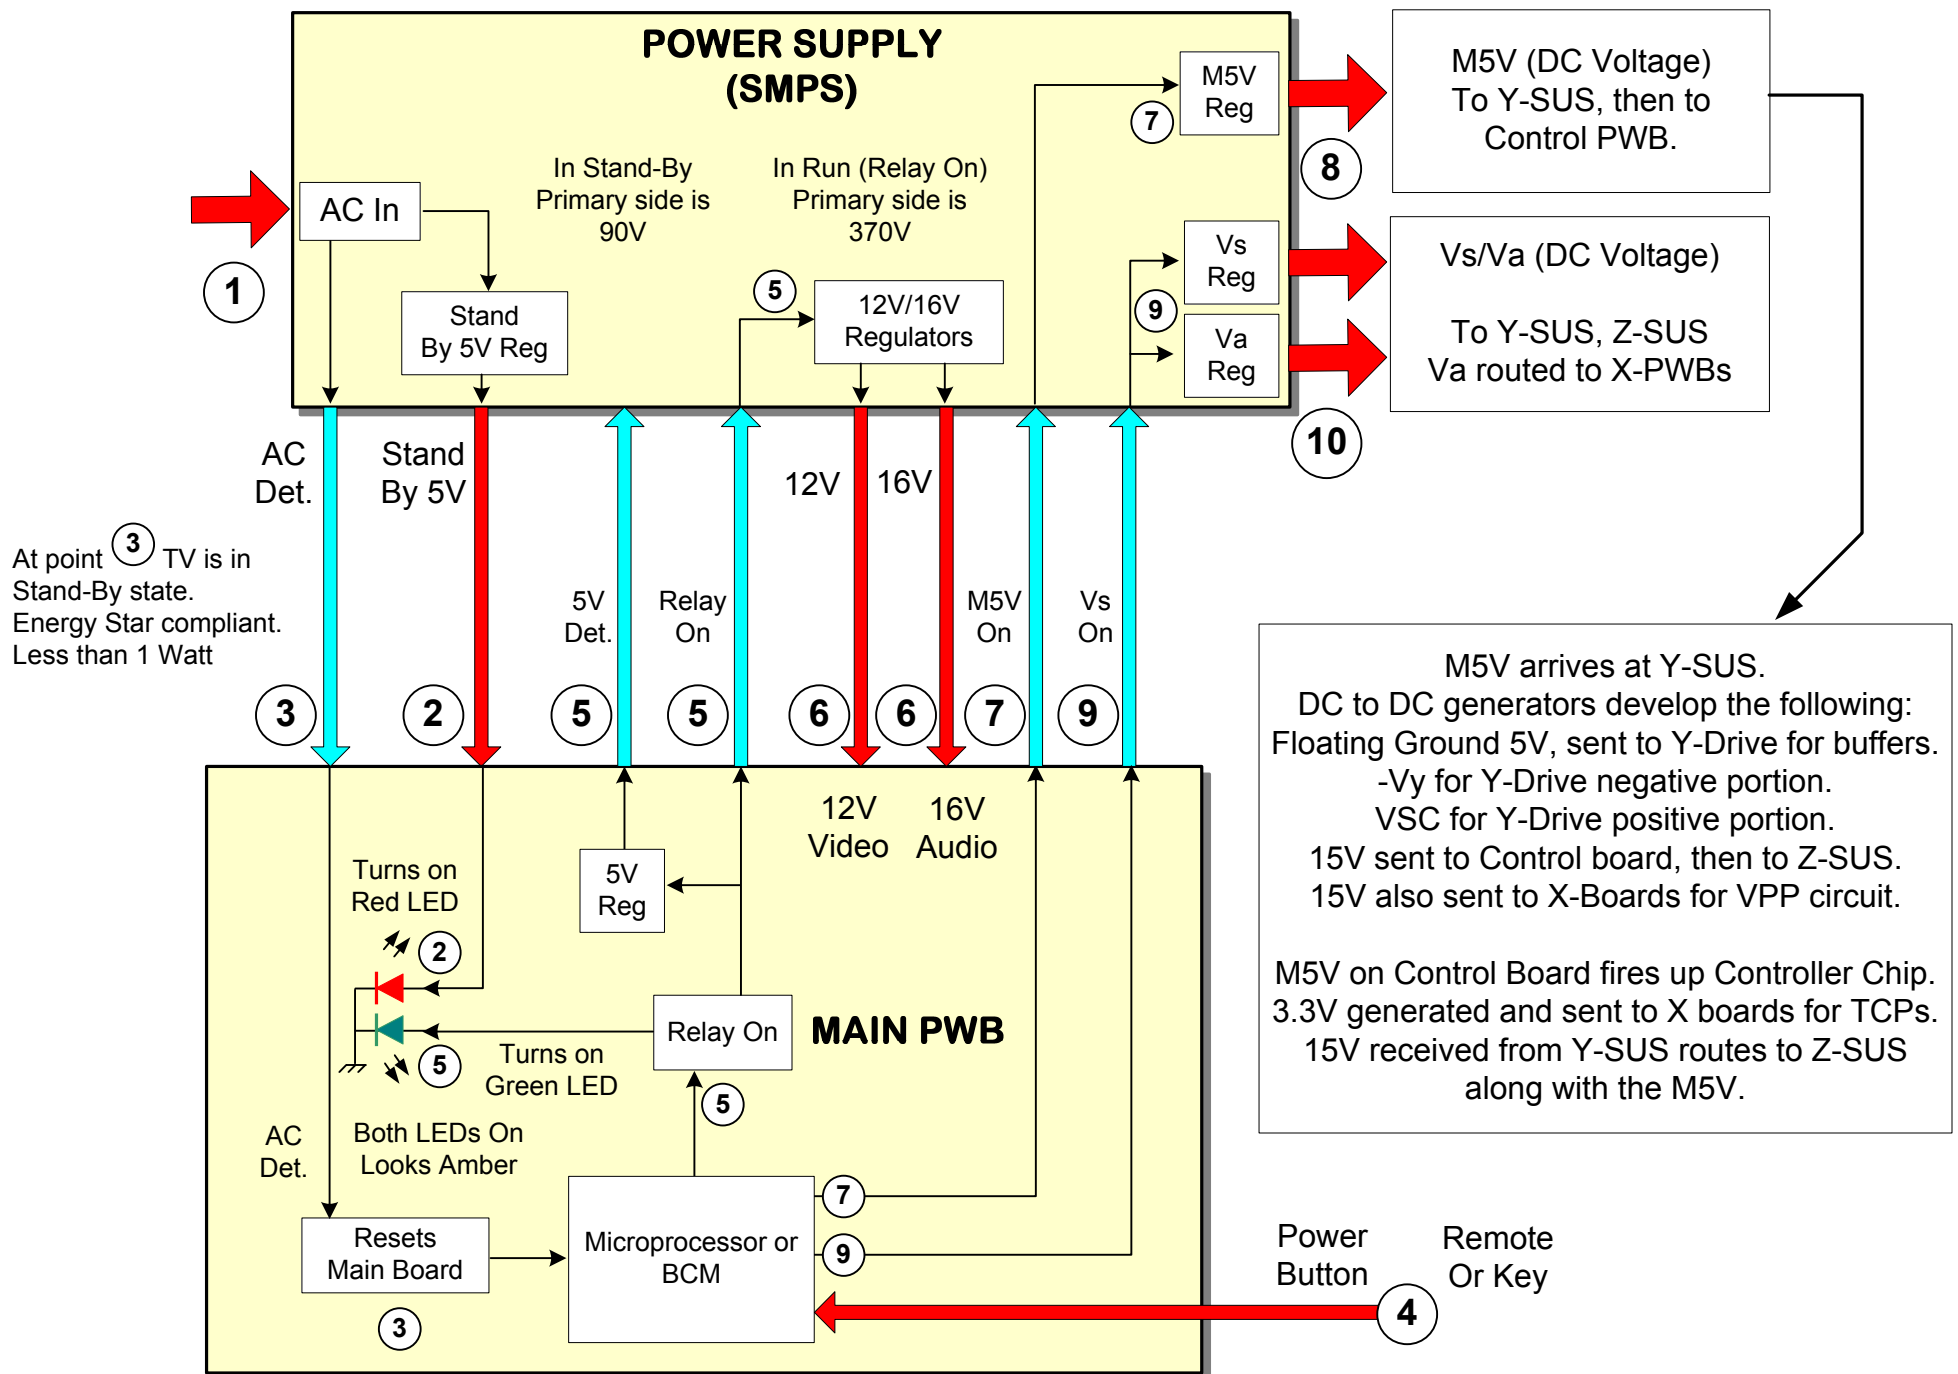 POWER SUPPLY
(SMPS)
M5V
Reg
7
M5V (DC Voltage)
To Y-SUS, then to
Control PWB.
8
In Stand-By
Primary side is
90V
In Run (Relay On)
Primary side is
370V
AC In
1
Stand
By 5V Reg
5
12V/16V
Regulators
Vs
Reg
9
Va
Reg
Vs/Va (DC Voltage)
To Y-SUS, Z-SUS
Va routed to X-PWBs
10
AC
Det.
Stand
By 5V
12V
16V
At point 3 TV is in
Stand-By state.
Energy Star compliant.
Less than 1 Watt
5V
Det.
Relay
On
M5V
On
Vs
On
3
2
5
5
6
6
7
9
M5V arrives at Y-SUS.
DC to DC generators develop the following:
Floating Ground 5V, sent to Y-Drive for buffers.
-Vy for Y-Drive negative portion.
VSC for Y-Drive positive portion.
15V sent to Control board, then to Z-SUS.
15V also sent to X-Boards for VPP circuit.
M5V on Control Board fires up Controller Chip.
3.3V generated and sent to X boards for TCPs.
15V received from Y-SUS routes to Z-SUS
along with the M5V.
12V
Video
16V
Audio
Turns on
Red LED
2
5V
Reg
Relay On
MAIN PWB
5
Turns on
Green LED
5
Both LEDs On
Looks Amber
AC
Det.
Resets
Main Board
3
Microprocessor or
BCM
7
9
Power
Button
Remote
Or Key
4